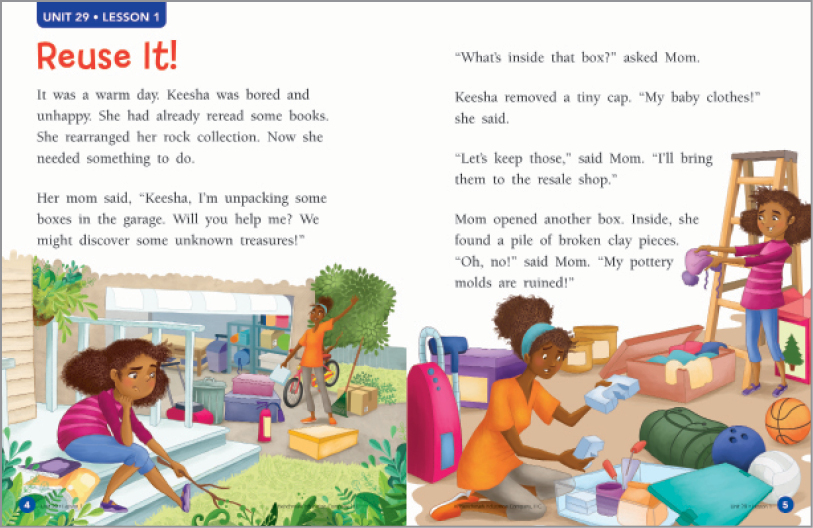 UNIT 29 • LESSON 1
Reuse It!
It was a warm day. Keesha was bored and
unhappy. She had already reread some books.
She rearranged her rock collection. Now she
needed something to do.
Her mom said, “Keesha, I’m unpacking some
boxes in the garage. Will you help me? We
might discover some unknown treasures!”
4
“What’s inside that box?” asked Mom.
Keesha removed a tiny cap. “My baby clothes!”
she said.
“Let’s keep those,” said Mom. “I’ll bring
them to the resale shop.”
Mom opened another box. Inside, she
found a pile of broken clay pieces.
“Oh, no!” said Mom. “My pottery
molds are ruined!”
5